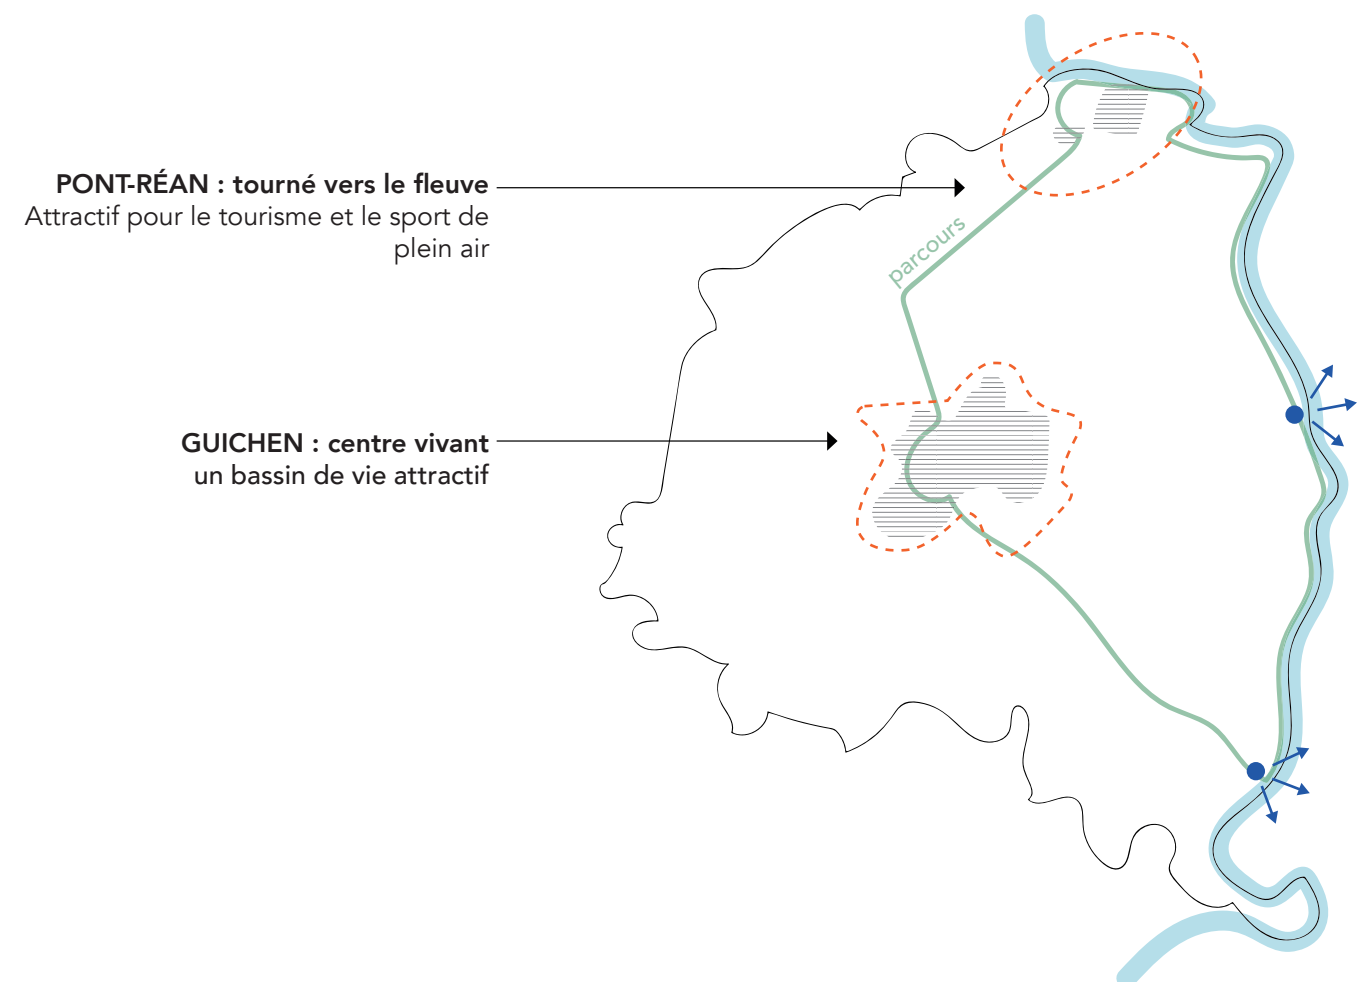 PONT-RÉAN : tourné vers le fleuve
Attractif pour le tourisme et le sport de
plein air
parcours
GUICHEN : centre vivant
un bassin de vie attractif